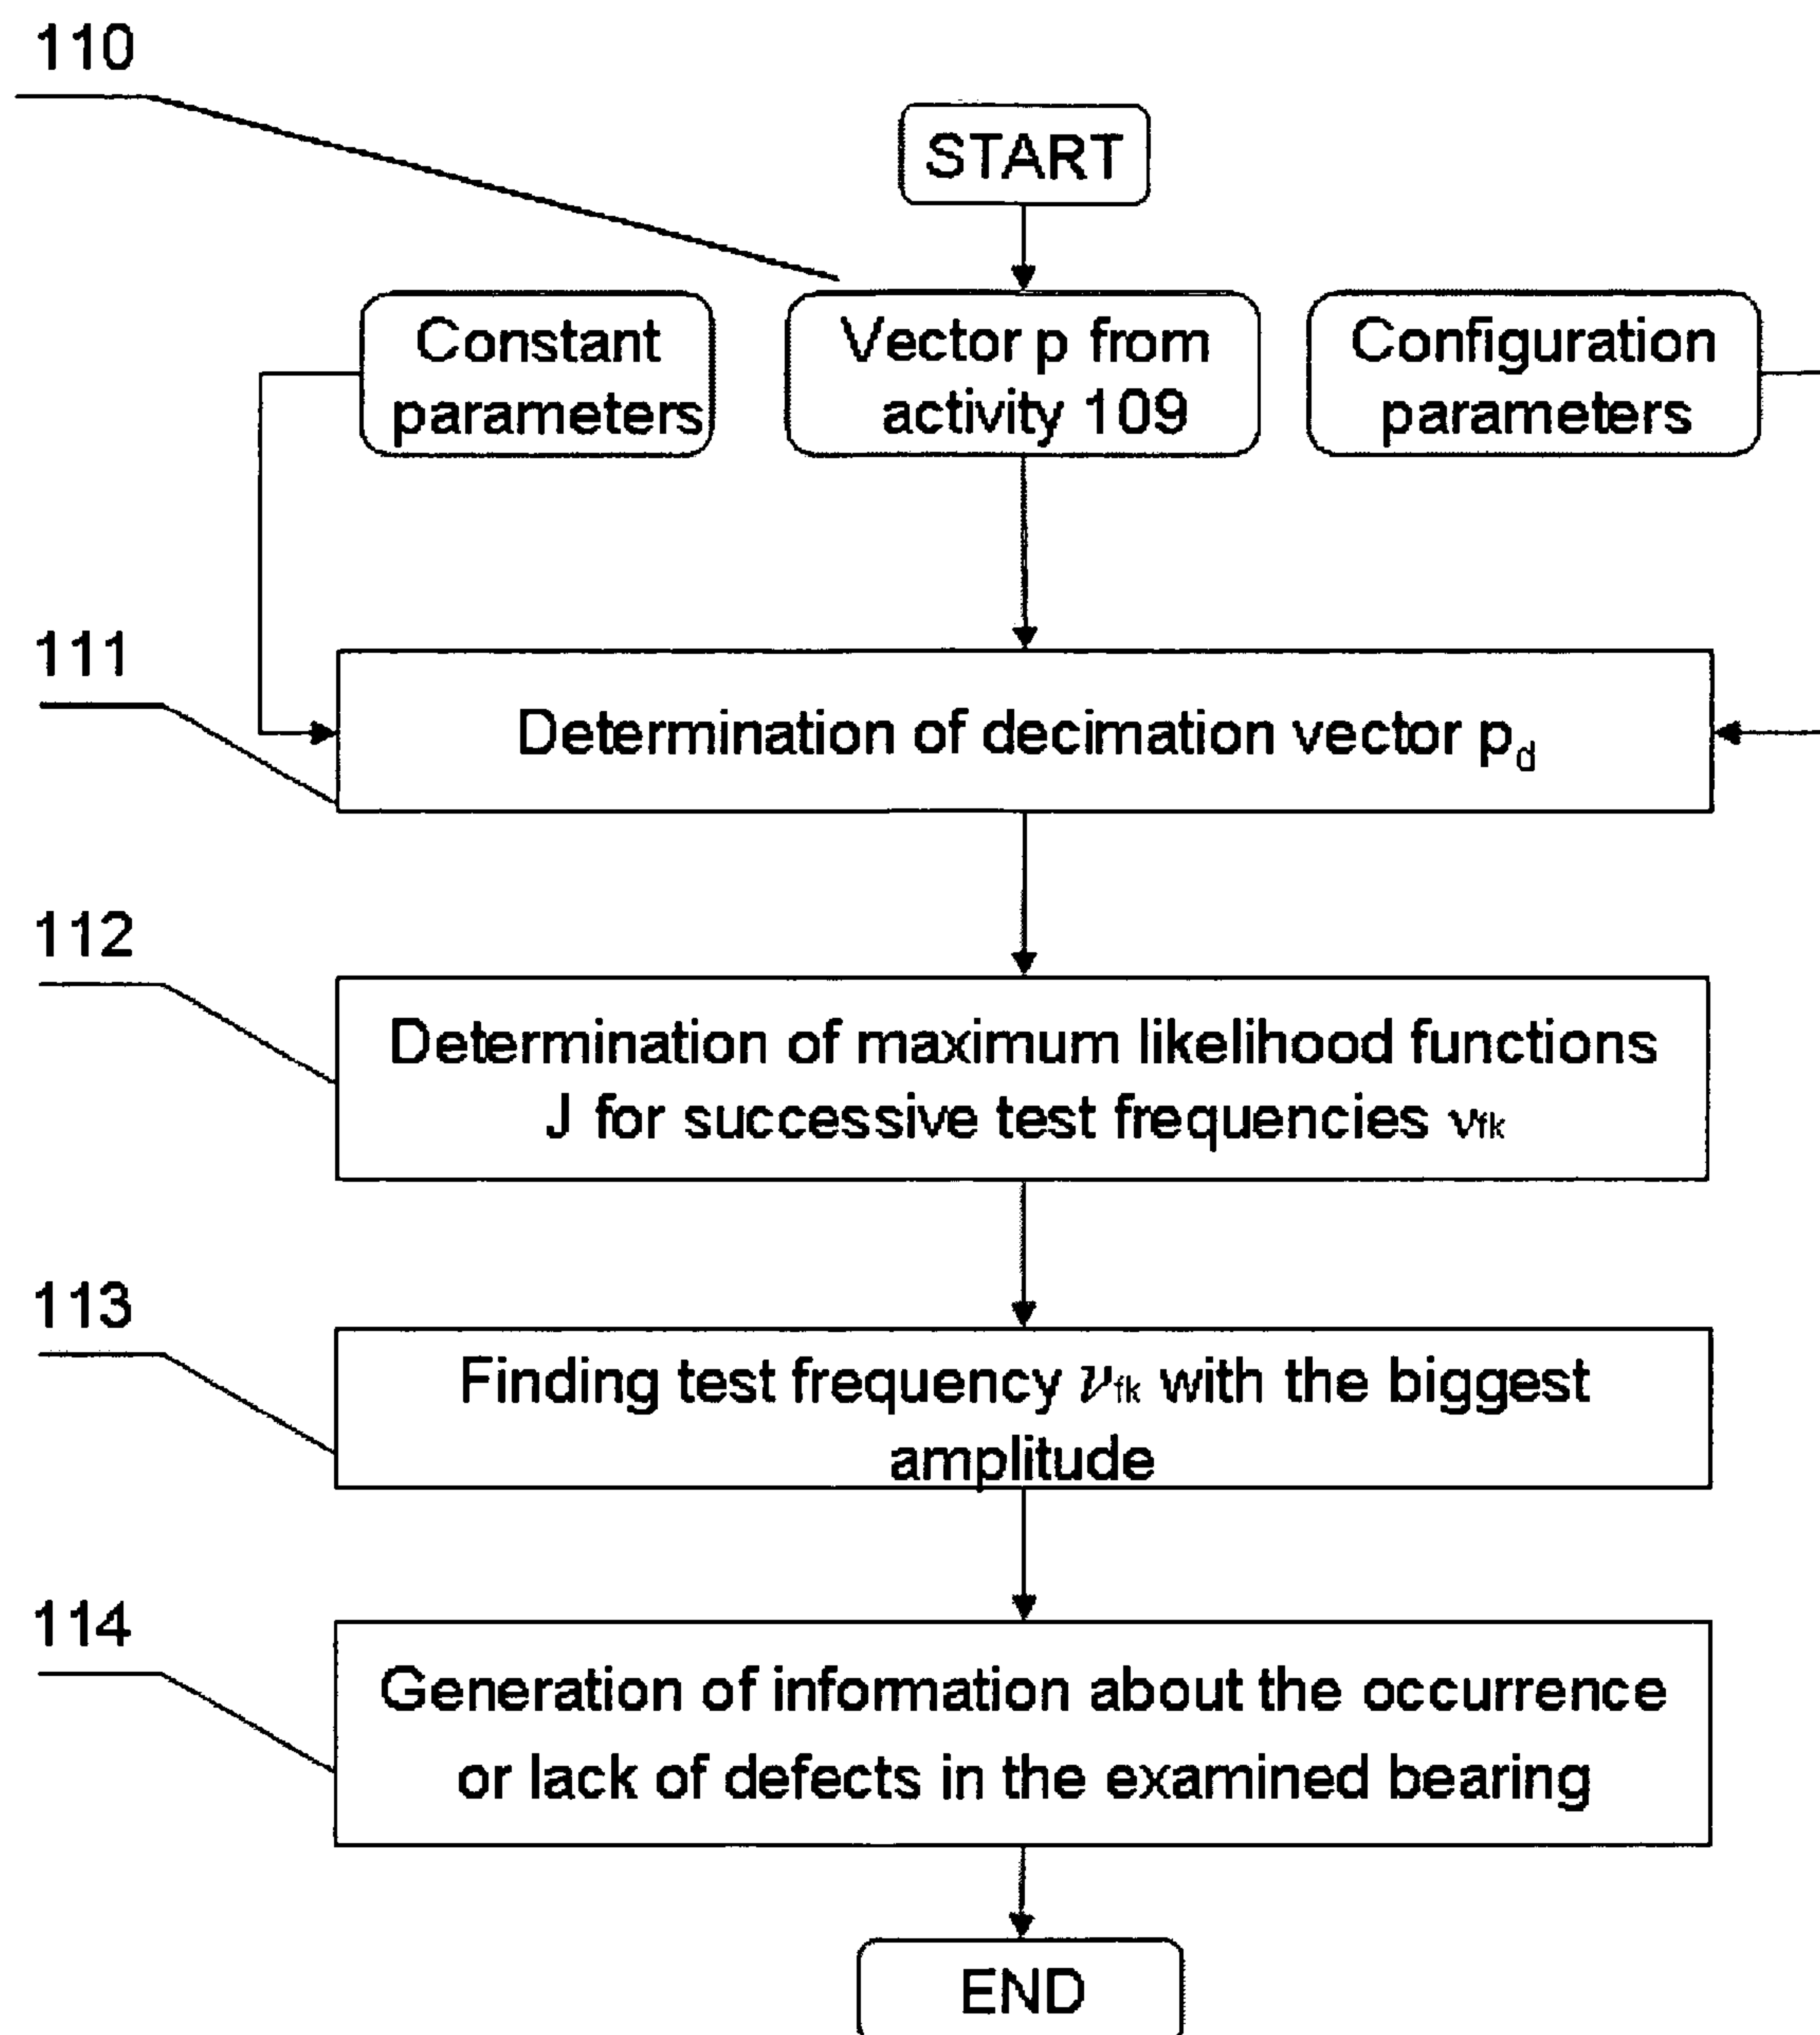 110
START
Constant
parameters
Vector p from
activity 109
Configuration
parameters
111
Determination of decimation vector p_d
112
Determination of maximum likelihood functions
J for successive test frequencies νfk
113
Finding test frequency νfk with the biggest
amplitude
114
Generation of information about the occurrence
or lack of defects in the examined bearing
END